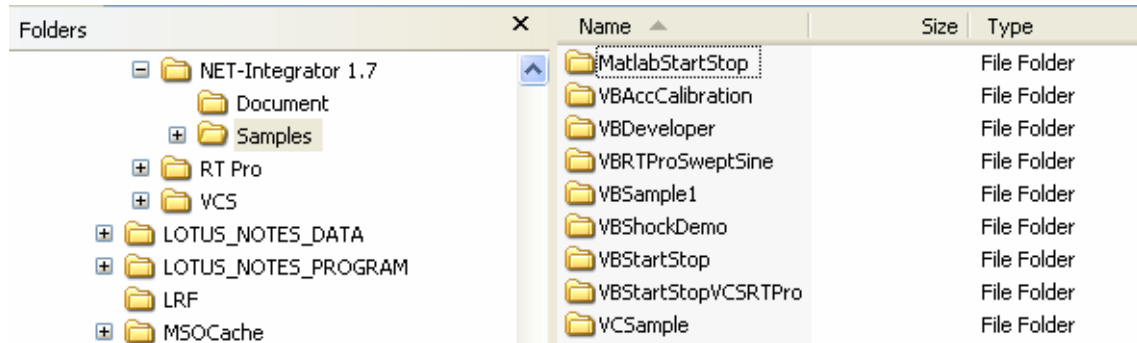 Folders
NET-Integrator 1.7
Document
Samples
RT Pro
VCS
LOTUS_NOTES_DATA
LOTUS_NOTES_PROGRAM
LRF
MSOCache
Name Size Type
MatlabStartStop File Folder
VBAccCalibration File Folder
VBDeveloper File Folder
VBRTProSweptSine File Folder
VBSample1 File Folder
VBShockDemo File Folder
VBStartStop File Folder
VBStartStopVCSRTPro File Folder
VCSample File Folder